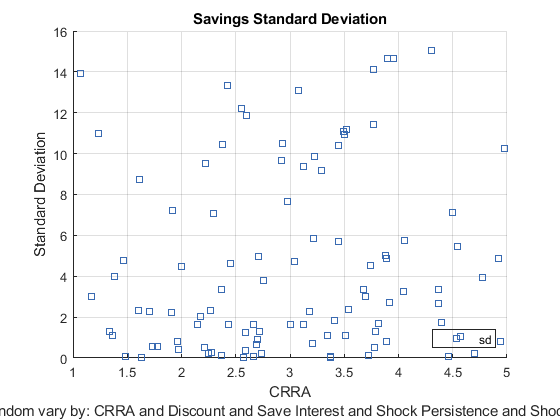 Savings Standard Deviation
16
14
12
10
8
6
4
2
0
Standard Deviation
sd
1 1.5 2 2.5 3 3.5 4 4.5 5
CRRA
ndom vary by: CRRA and Discount and Save Interest and Shock Persistence and Shoc